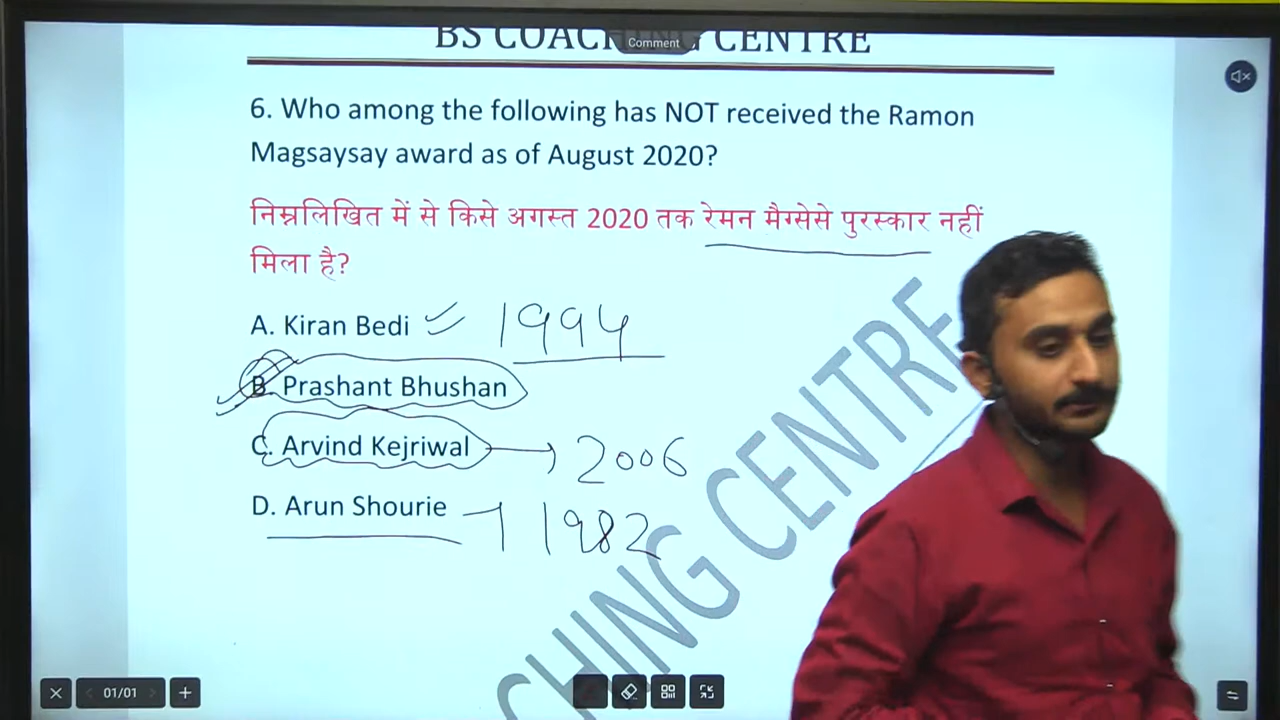 BS COACHING CENTRE
Comment
6. Who among the following has NOT received the Ramon
Magsaysay award as of August 2020?
निम्नलिखित में से किसे अगस्त 2020 तक रेमन मैग्सेसे पुरस्कार नहीं
मिला है?
A. Kiran Bedi 1994
B. Prashant Bhushan
C. Arvind Kejriwal 2006
D. Arun Shourie 1982
CHING CENTRE
01/01